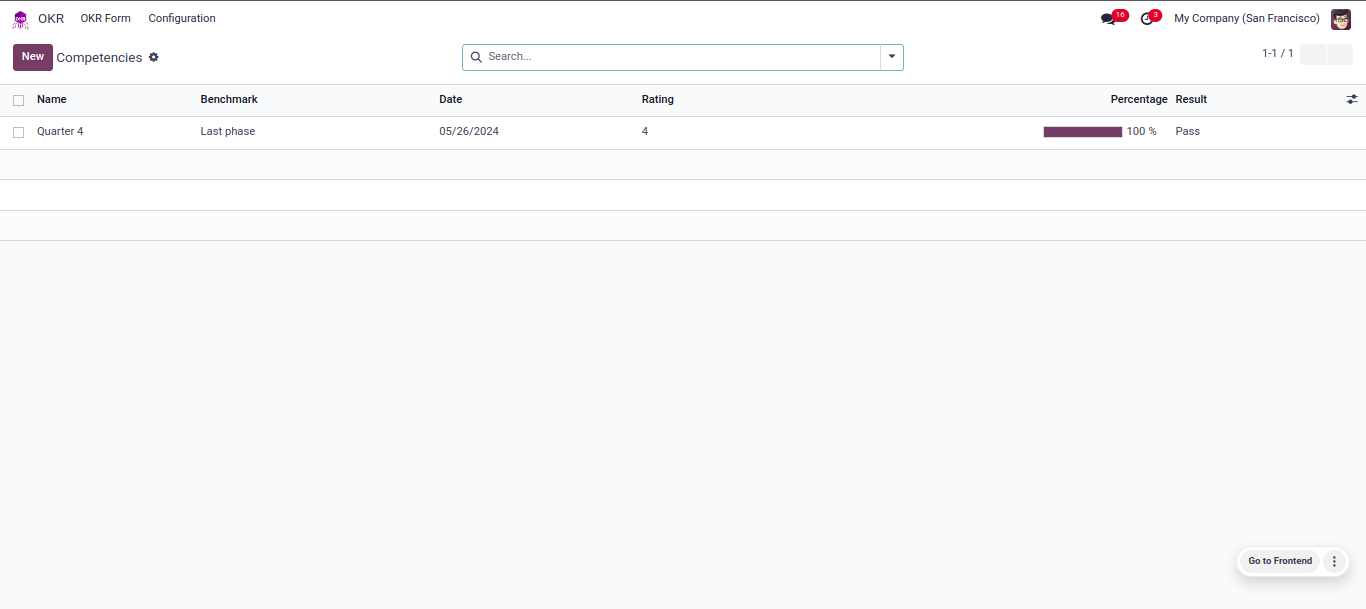 OKR OKR Form Configuration 16 3 My Company (San Francisco)
New Competencies Search... 1-1 / 1
Name Benchmark Date Rating Percentage Result
Quarter 4 Last phase 05/26/2024 4 100 % Pass
Go to Frontend